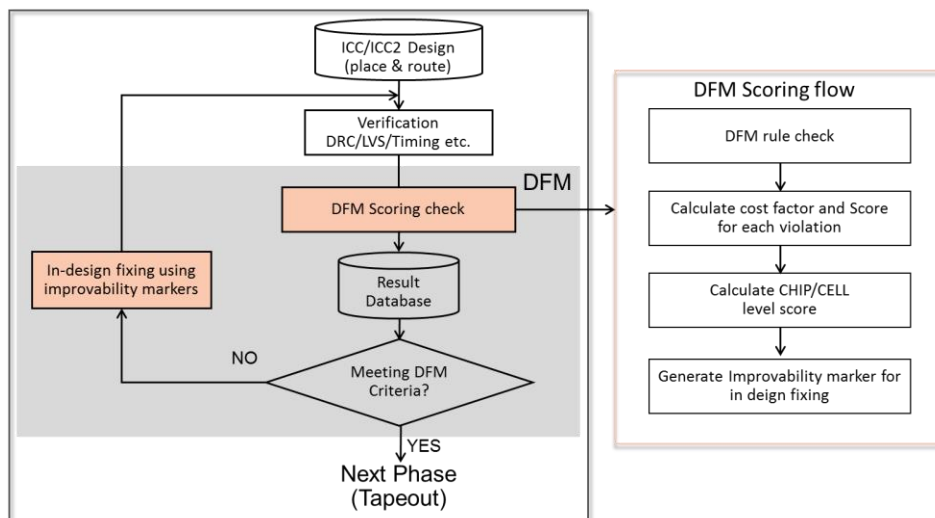 ICC/ICC2 Design
(place & route)
Verification
DRC/LVS/Timing etc.
DFM
DFM Scoring check
In-design fixing using
improvability markers
Result
Database
NO
Meeting DFM
Criteria?
YES
Next Phase
(Tapeout)
DFM Scoring flow
DFM rule check
Calculate cost factor and Score
for each violation
Calculate CHIP/CELL
level score
Generate Improvability marker for
in deign fixing